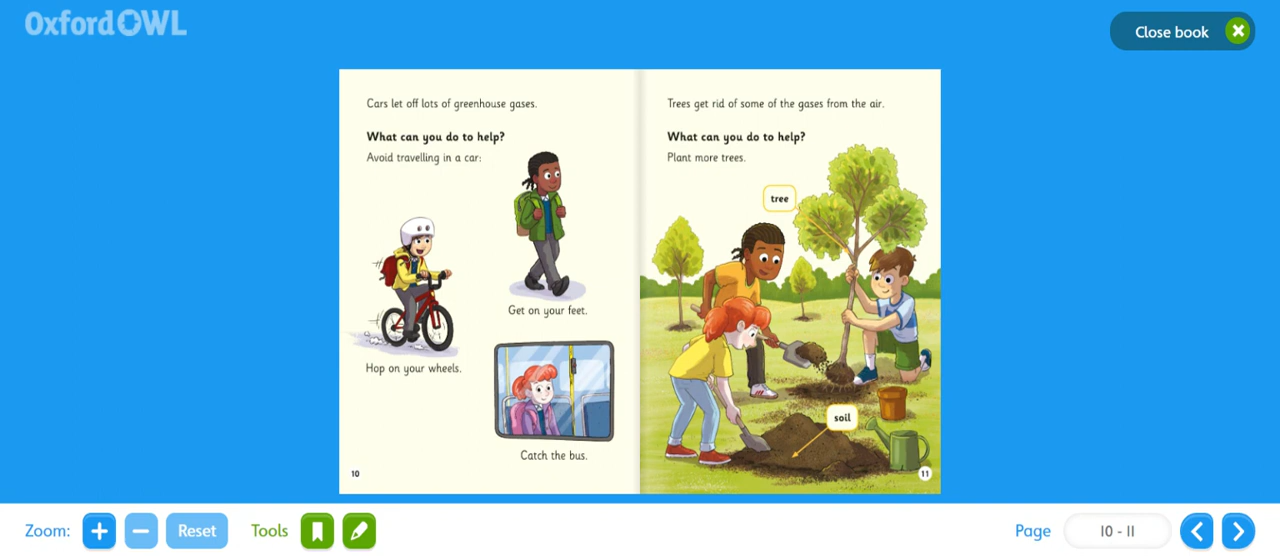 OxfordOWL
Close book
Cars let off lots of greenhouse gases.
What can you do to help?
Avoid travelling in a car:
Get on your feet.
Hop on your wheels.
Catch the bus.
10
Trees get rid of some of the gases from the air.
What can you do to help?
Plant more trees.
tree
soil
11
Zoom:
Reset
Tools
Page
10 - 11